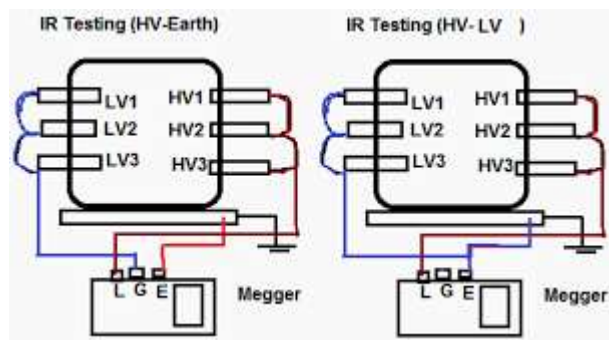 IR Testing (HV-Earth)
LV1
HV1
LV2
HV2
LV3
HV3
L G E
Megger
IR Testing (HV- LV )
LV1
HV1
LV2
HV2
LV3
HV3
L G E
Megger